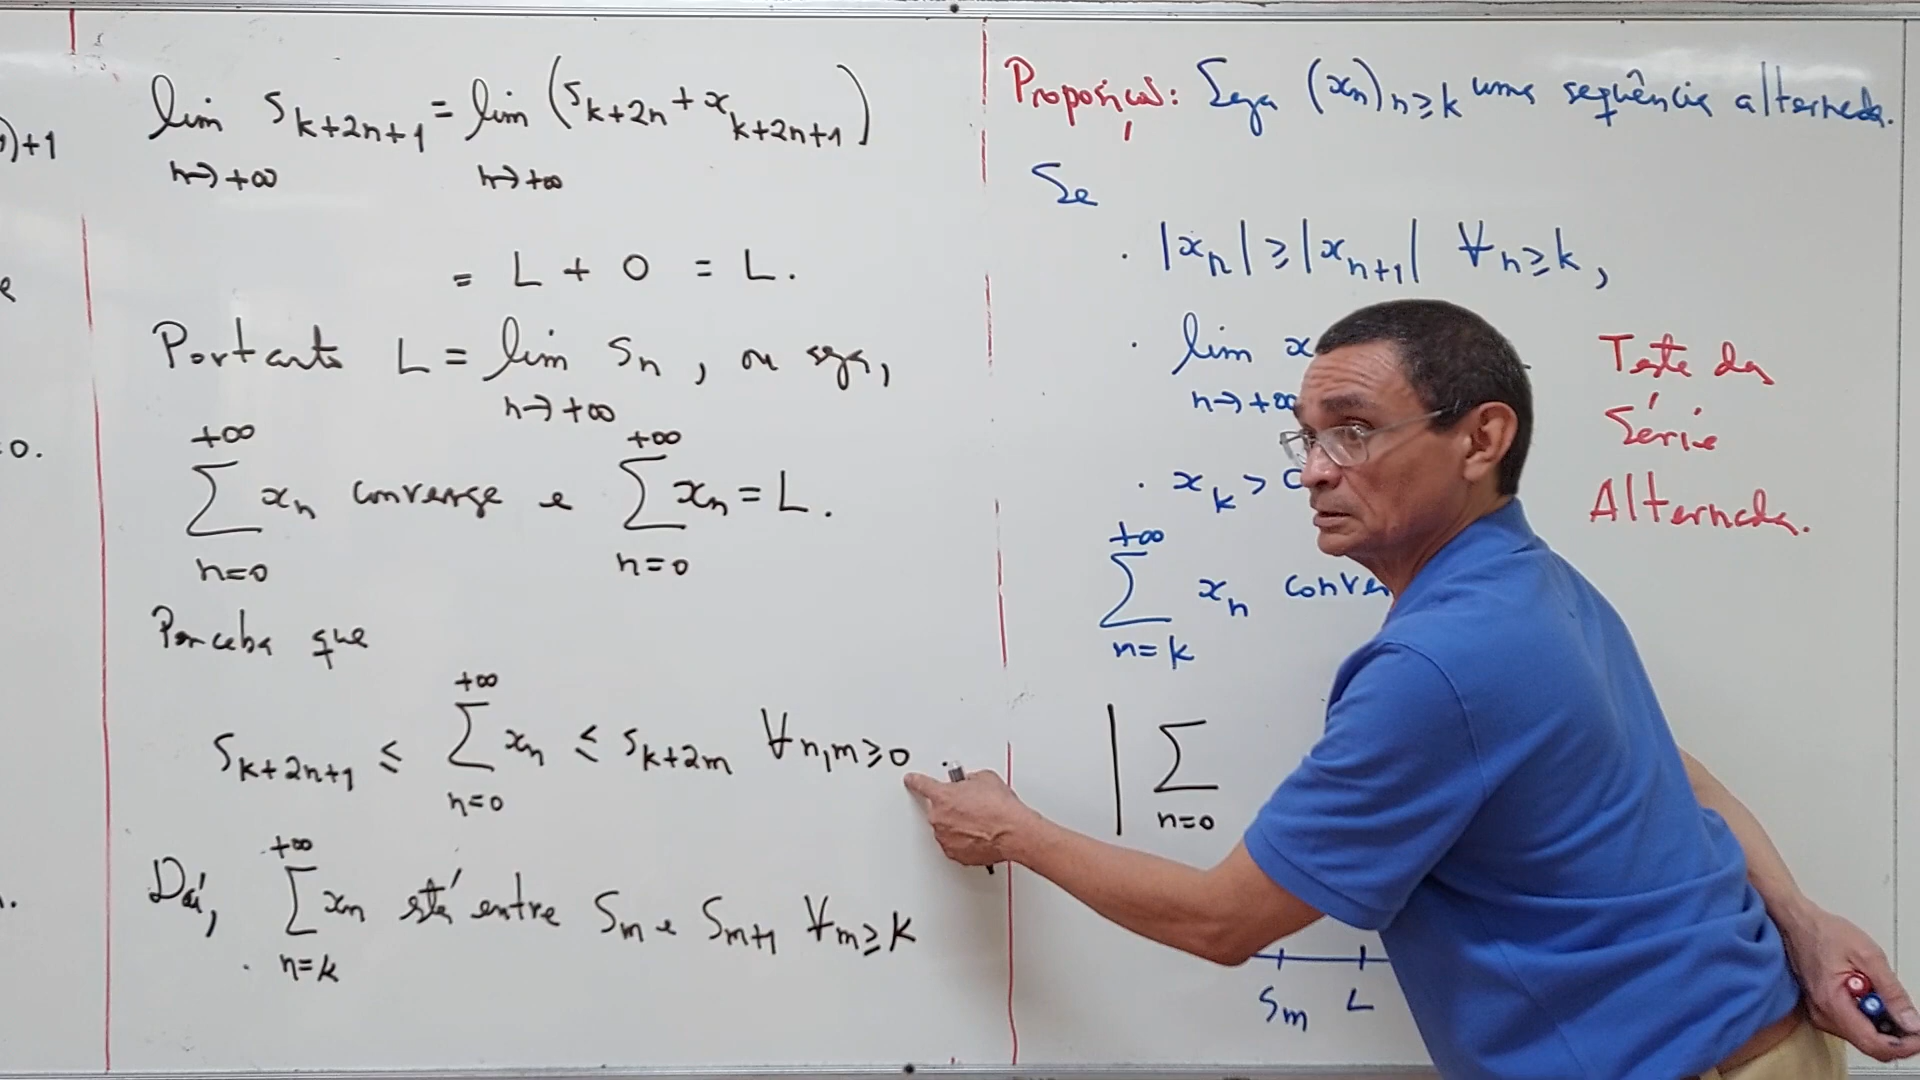 )+1
0.
lim s_{k+2n+1} = lim (s_{k+2n} + x_{k+2n+1})
n→+∞ n→+∞
= L + 0 = L.
Portanto L = lim s_n, ou seja,
n→+∞
+∞ +∞
∑ x_n converge e ∑ x_n = L.
n=0 n=0
Perceba que
+∞
s_{k+2n+1} ≤ ∑ x_n ≤ s_{k+2m} ∀n,m≥0.
n=0
+∞
Daí, ∑ x_n está entre S_m e S_{m+1} ∀m≥k
n=k
Proposição: Seja (x_n)_{n≥k} uma sequência alternada.
Se
· |x_n| ≥ |x_{n+1}| ∀n≥k,
· lim x
n→+∞
· x_k >
+∞
∑ x_n conver
n=k
| ∑
n=0
S_m L
Teste da
Série
Alternada.